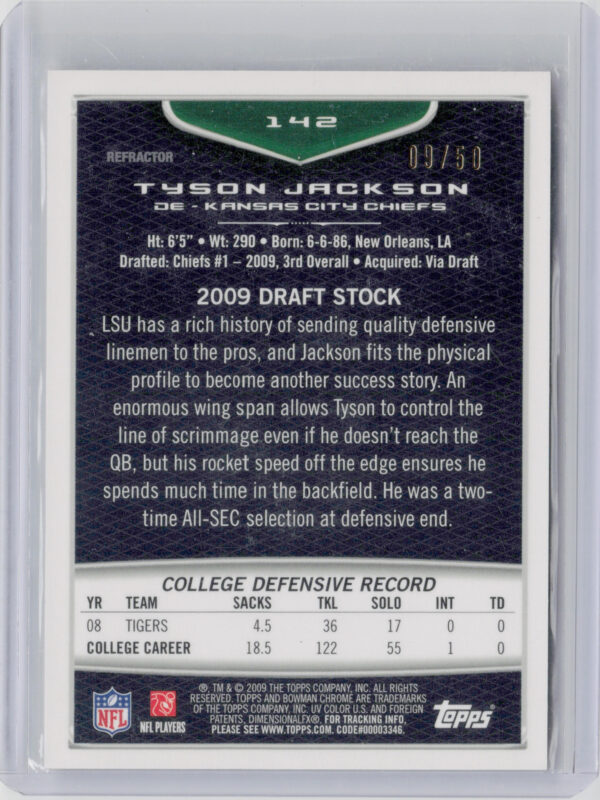 142
REFRACTOR
09/50
TYSON JACKSON
DE - KANSAS CITY CHIEFS
Ht: 6'5" • Wt: 290 • Born: 6-6-86, New Orleans, LA
Drafted: Chiefs #1 – 2009, 3rd Overall • Acquired: Via Draft
2009 DRAFT STOCK
LSU has a rich history of sending quality defensive
linemen to the pros, and Jackson fits the physical
profile to become another success story. An
enormous wing span allows Tyson to control the
line of scrimmage even if he doesn't reach the
QB, but his rocket speed off the edge ensures he
spends much time in the backfield. He was a two-
time All-SEC selection at defensive end.
COLLEGE DEFENSIVE RECORD
YR TEAM SACKS TKL SOLO INT TD
08 TIGERS 4.5 36 17 0 0
COLLEGE CAREER 18.5 122 55 1 0
®, TM & © 2009 THE TOPPS COMPANY, INC. ALL RIGHTS
RESERVED. TOPPS AND BOWMAN CHROME ARE TRADEMARKS
OF THE TOPPS COMPANY, INC. UV COLOR U.S. AND FOREIGN
PATENTS, DIMENSIONALFX®. FOR TRACKING INFO,
PLEASE SEE WWW.TOPPS.COM. CODE#00003346.
NFL
NFL PLAYERS
TOPPS®